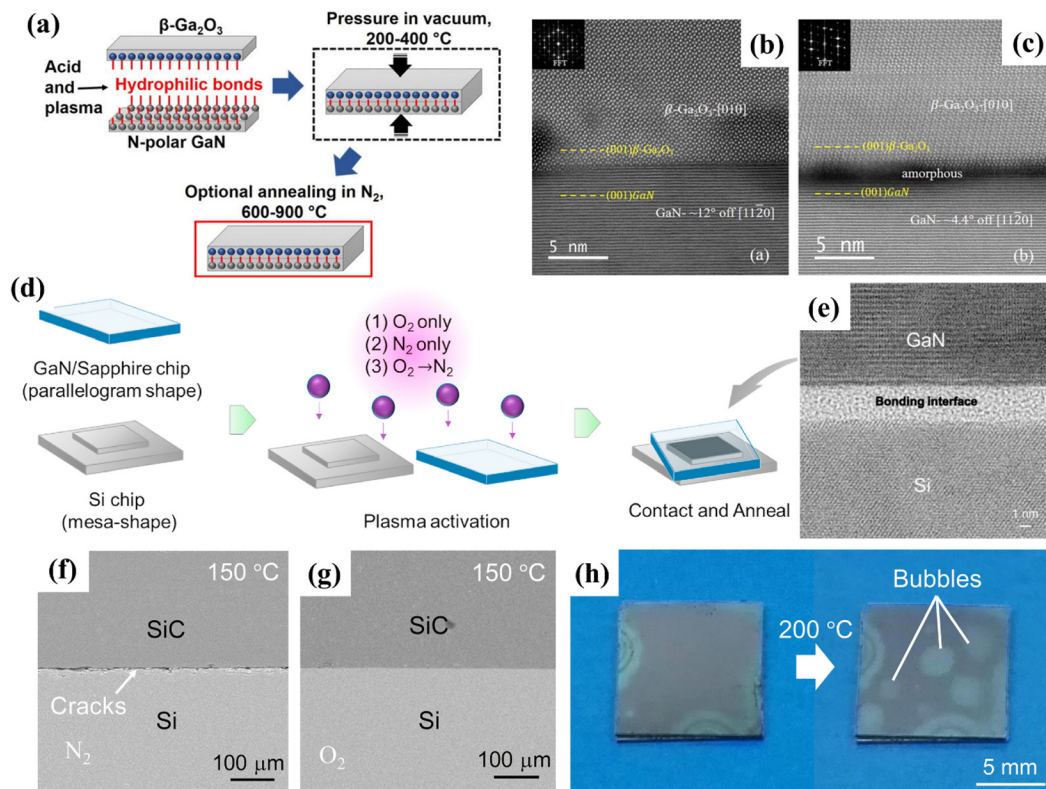 (a)
β-Ga₂O₃
Acid
and
plasma
Hydrophilic bonds
N-polar GaN
Pressure in vacuum,
200-400 °C
Optional annealing in N₂,
600-900 °C
(b)
FFT
β-Ga₂O₃-[010]
(001)β-Ga₂O₃
(001)GaN
GaN- ~12° off [112̄0]
5 nm
(a)
(c)
FFT
β-Ga₂O₃-[010]
(001)β-Ga₂O₃
amorphous
(001)GaN
GaN- ~4.4° off [112̄0]
5 nm
(b)
(d)
GaN/Sapphire chip
(parallelogram shape)
Si chip
(mesa-shape)
(1) O₂ only
(2) N₂ only
(3) O₂→N₂
Plasma activation
Contact and Anneal
(e)
GaN
Bonding interface
Si
1 nm
(f)
150 °C
SiC
Cracks
Si
N₂
100 μm
(g)
150 °C
SiC
Si
O₂
100 μm
(h)
Bubbles
200 °C
5 mm